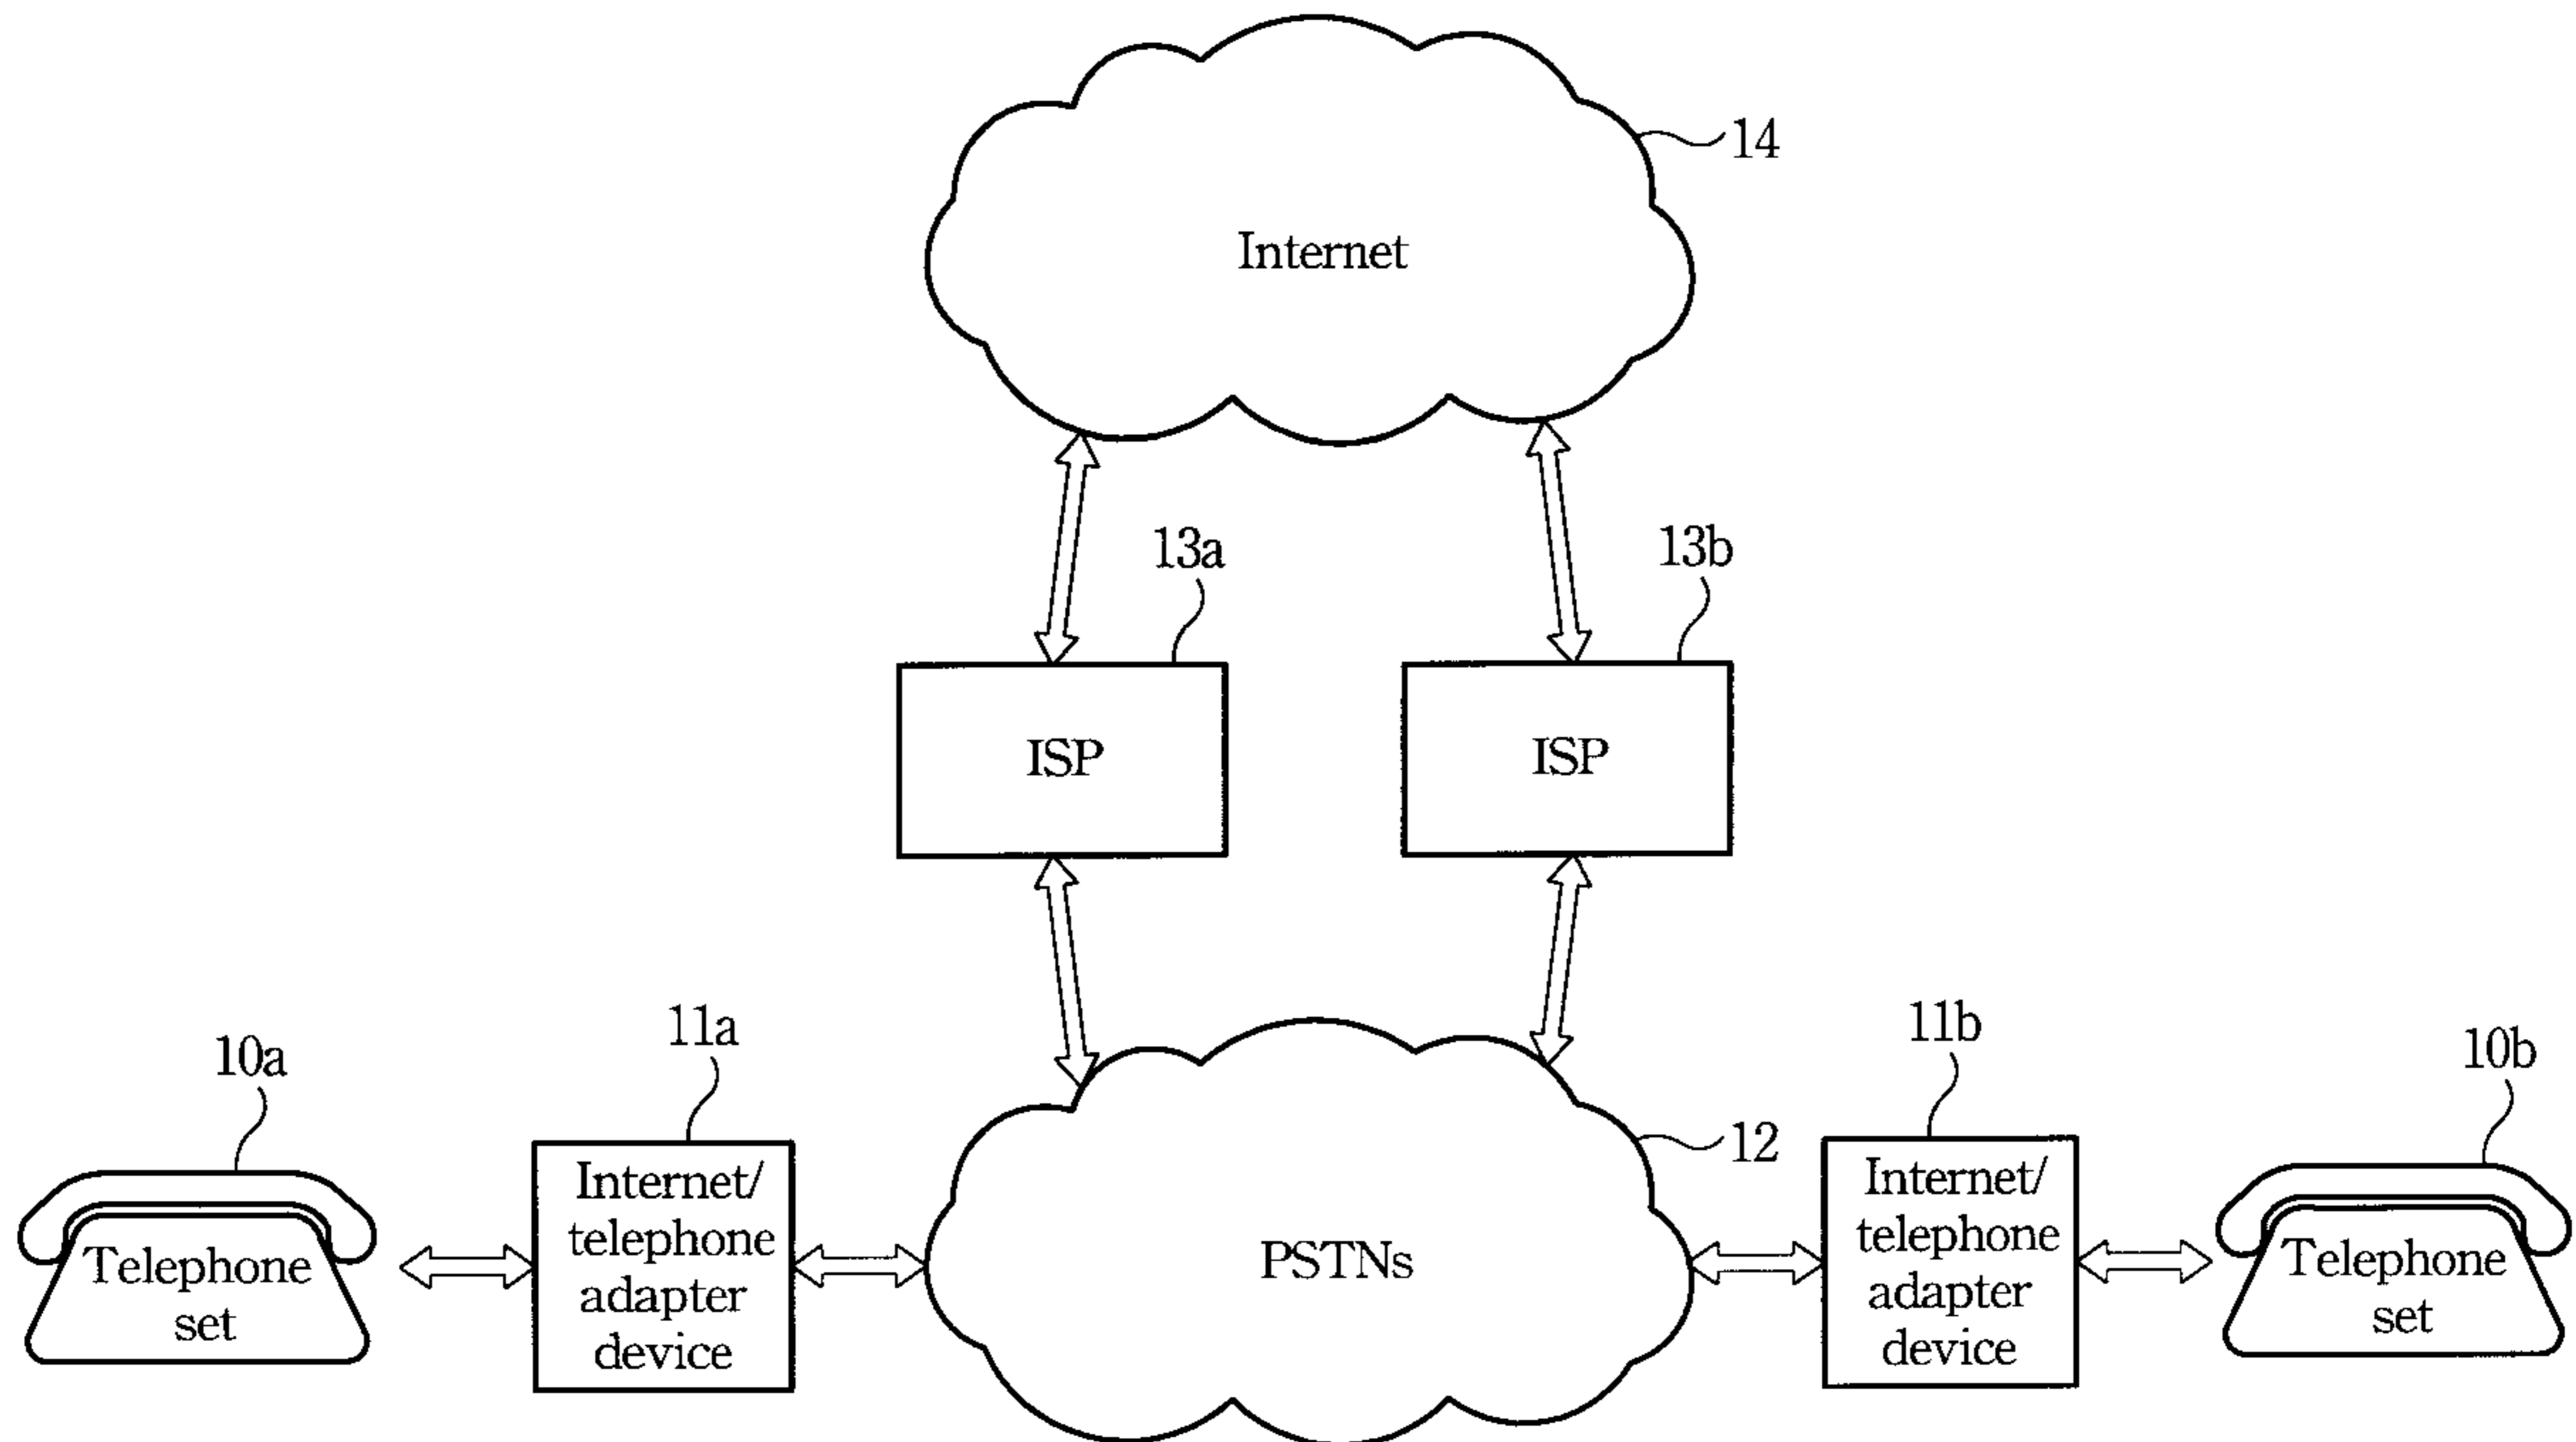 14
Internet
13a
13b
ISP
ISP
11a
11b
10a
10b
12
Internet/
telephone
adapter
device
Internet/
telephone
adapter
device
PSTNs
Telephone
set
Telephone
set